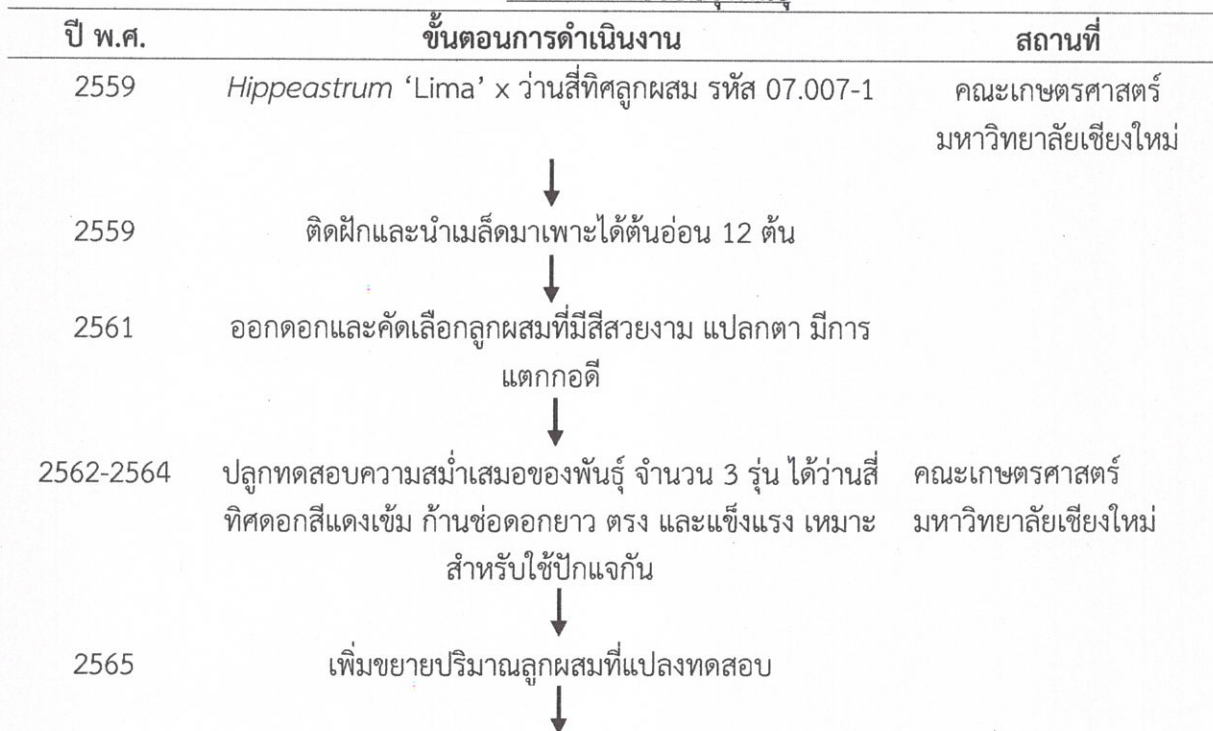 ปี พ.ศ. ขั้นตอนการดำเนินงาน สถานที่
2559 Hippeastrum ‘Lima’ x ว่านสี่ทิศลูกผสม รหัส 07.007-1 คณะเกษตรศาสตร์
มหาวิทยาลัยเชียงใหม่
2559 ติดฝักและนำเมล็ดมาเพาะได้ต้นอ่อน 12 ต้น
2561 ออกดอกและคัดเลือกลูกผสมที่มีสีสวยงาม แปลกตา มีการ
แตกกอดี
2562-2564 ปลูกทดสอบความสม่ำเสมอของพันธุ์ จำนวน 3 รุ่น ได้ว่านสี่ คณะเกษตรศาสตร์
ทิศดอกสีแดงเข้ม ก้านช่อดอกยาว ตรง และแข็งแรง เหมาะ มหาวิทยาลัยเชียงใหม่
สำหรับใช้ปักแจกัน
2565 เพิ่มขยายปริมาณลูกผสมที่แปลงทดสอบ